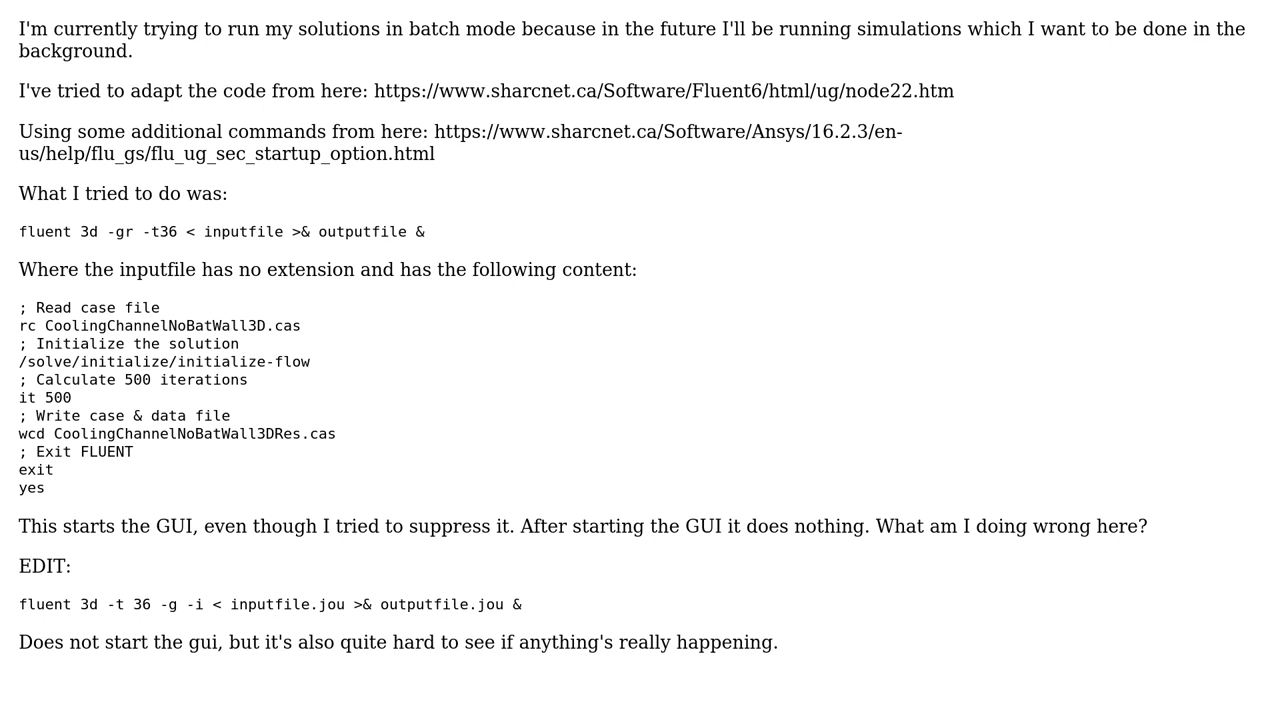 I'm currently trying to run my solutions in batch mode because in the future I'll be running simulations which I want to be done in the
background.
I've tried to adapt the code from here: https://www.sharcnet.ca/Software/Fluent6/html/ug/node22.htm
Using some additional commands from here: https://www.sharcnet.ca/Software/Ansys/16.2.3/en-
us/help/flu_gs/flu_ug_sec_startup_option.html
What I tried to do was:
fluent 3d -gr -t36 < inputfile >& outputfile &
Where the inputfile has no extension and has the following content:
; Read case file
rc CoolingChannelNoBatWall3D.cas
; Initialize the solution
/solve/initialize/initialize-flow
; Calculate 500 iterations
it 500
; Write case & data file
wcd CoolingChannelNoBatWall3DRes.cas
; Exit FLUENT
exit
yes
This starts the GUI, even though I tried to suppress it. After starting the GUI it does nothing. What am I doing wrong here?
EDIT:
fluent 3d -t 36 -g -i < inputfile.jou >& outputfile.jou &
Does not start the gui, but it's also quite hard to see if anything's really happening.